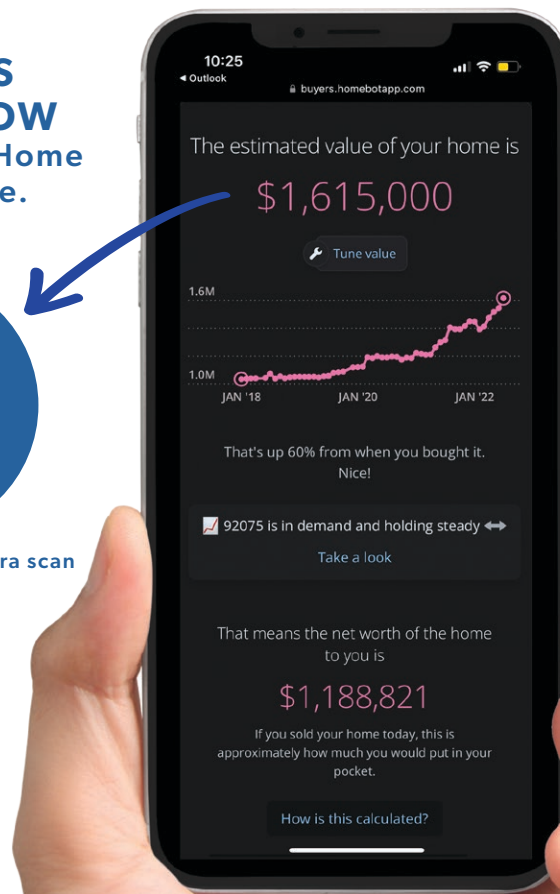 OW
Home
e.
ra scan
10:25
◂ Outlook
buyers.homebotapp.com
The estimated value of your home is
$1,615,000
Tune value
1.6M
1.0M
JAN '18 JAN '20 JAN '22
That's up 60% from when you bought it.
Nice!
92075 is in demand and holding steady
Take a look
That means the net worth of the home
to you is
$1,188,821
If you sold your home today, this is
approximately how much you would put in your
pocket.
How is this calculated?